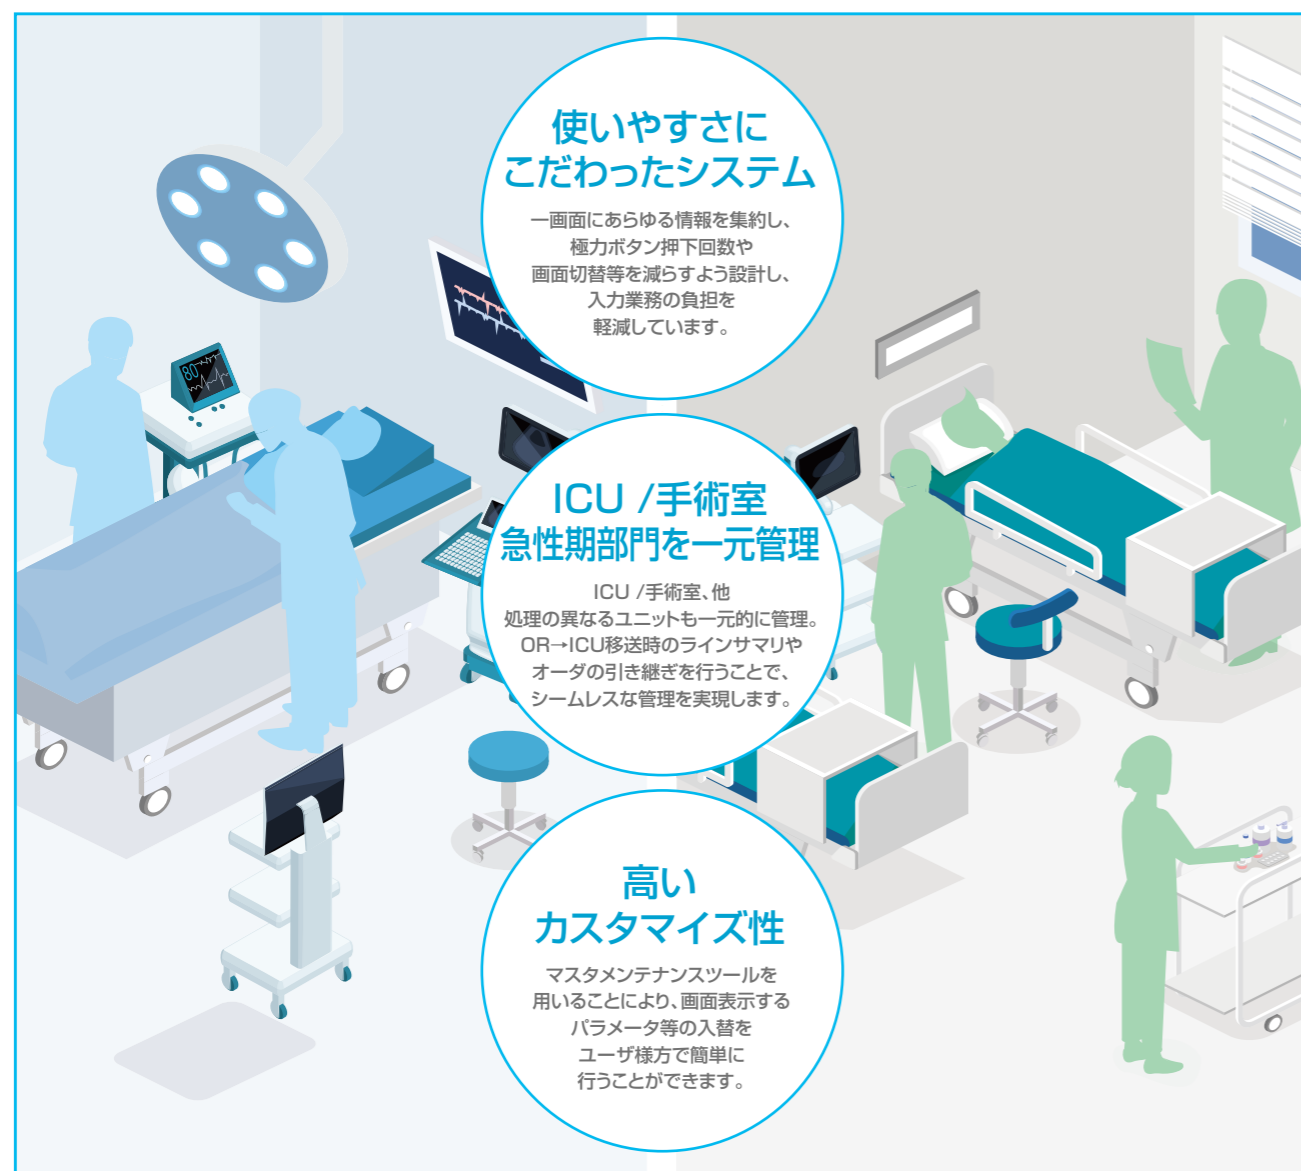 使いやすさに
こだわったシステム
一画面にあらゆる情報を集約し、
極力ボタン押下回数や
画面切替等を減らすよう設計し、
入力業務の負担を
軽減しています。
80
ICU /手術室
急性期部門を一元管理
ICU /手術室、他
処理の異なるユニットも一元的に管理。
OR→ICU移送時のラインサマリや
オーダの引き継ぎを行うことで、
シームレスな管理を実現します。
高い
カスタマイズ性
マスタメンテナンスツールを
用いることにより、画面表示する
パラメータ等の入替を
ユーザ様方で簡単に
行うことができます。